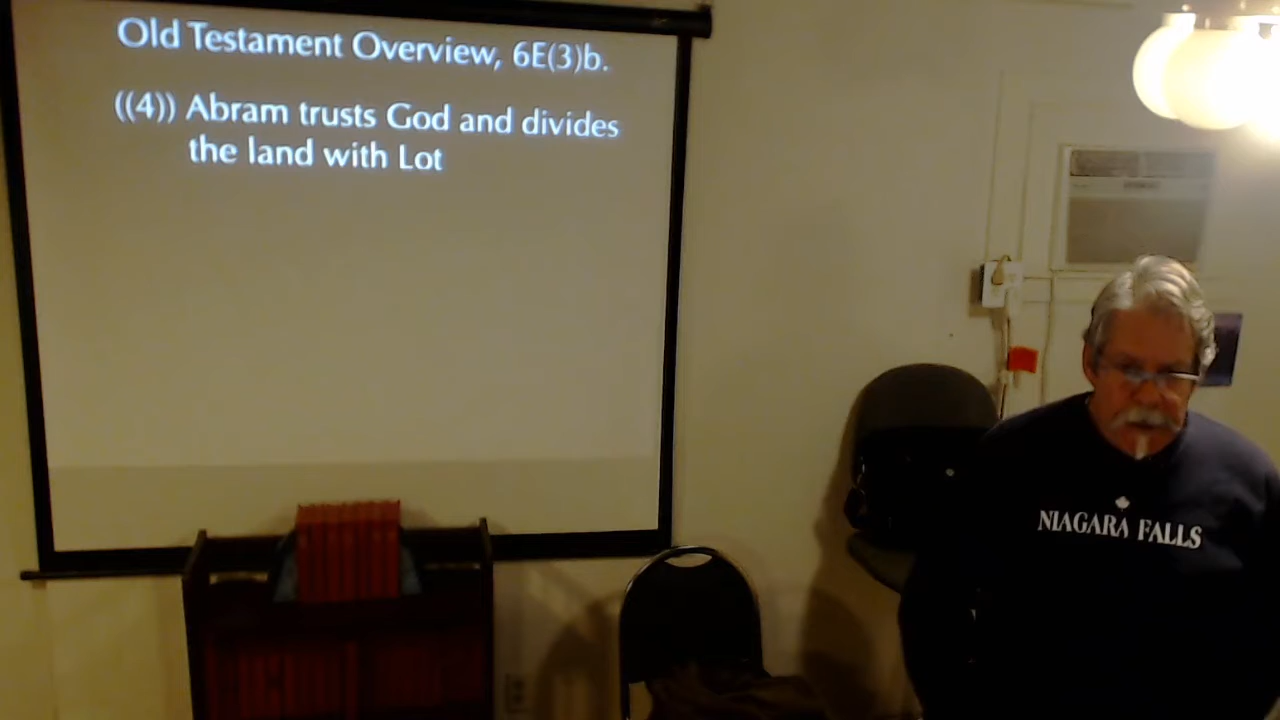 Old Testament Overview, 6E(3)b.
((4)) Abram trusts God and divides
the land with Lot
NIAGARA FALLS